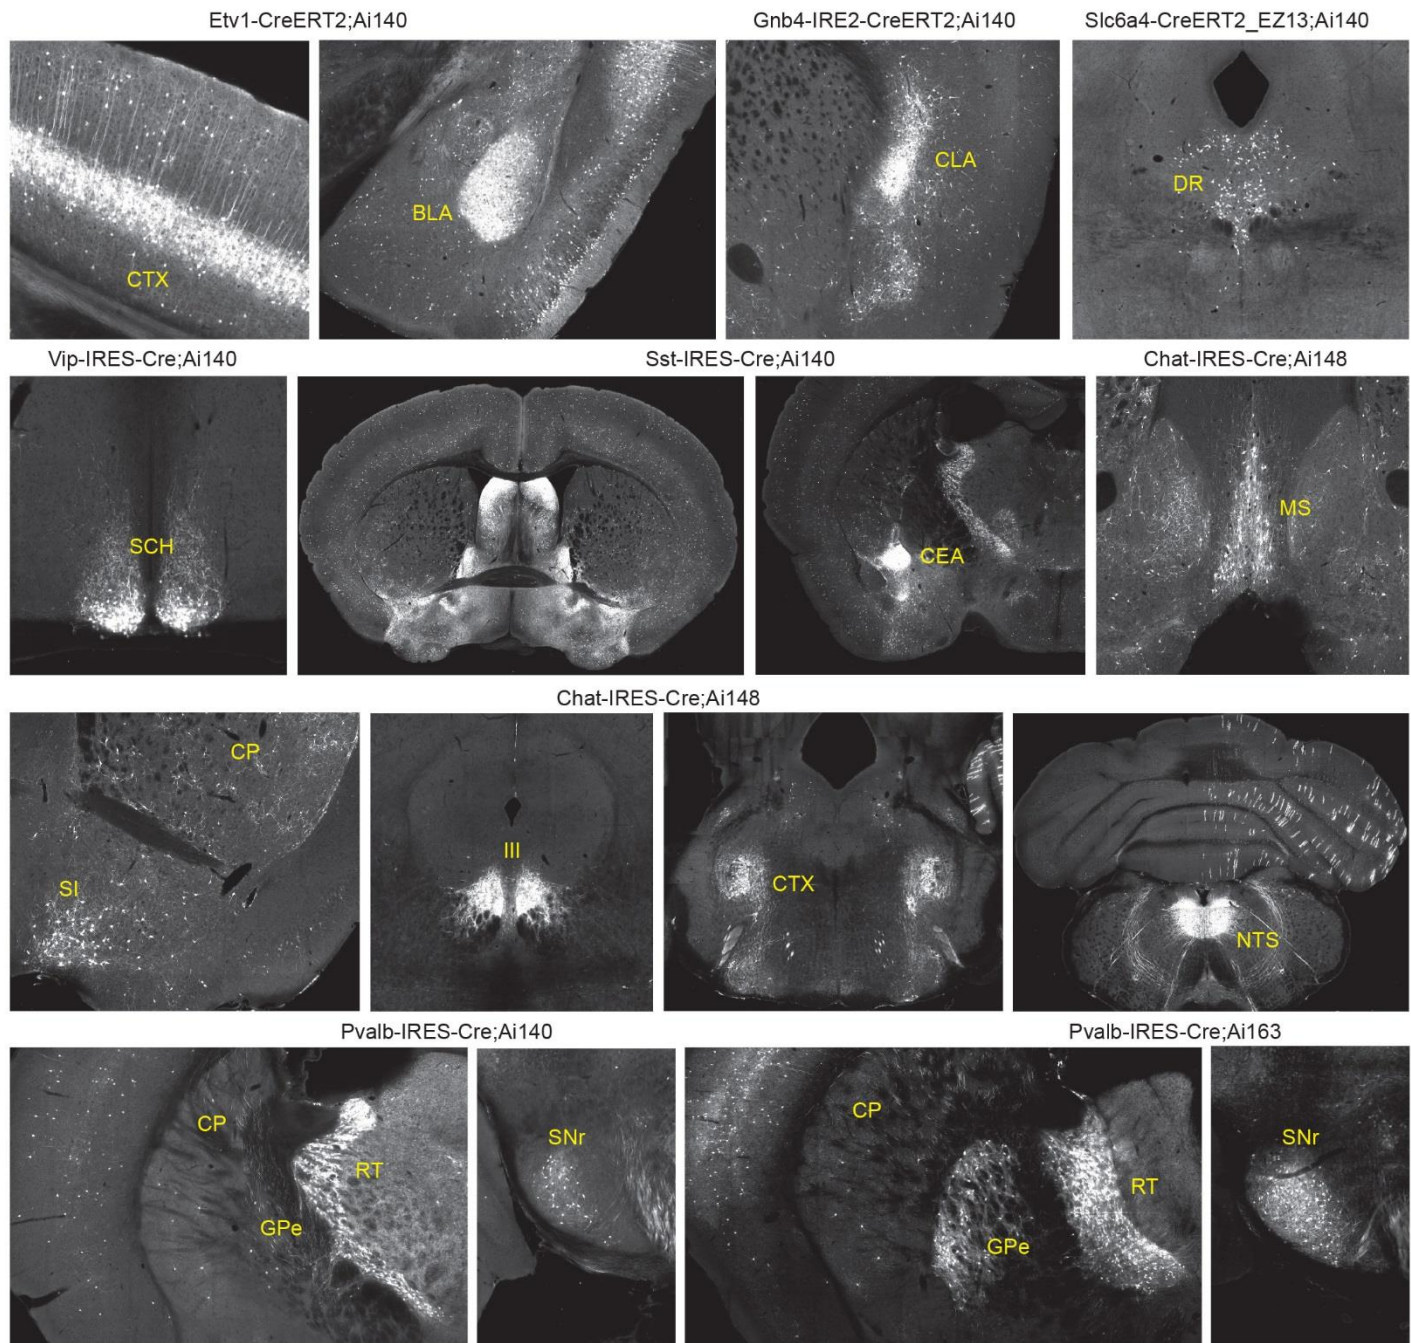 Etv1-CreERT2;Ai140
Gnb4-IRE2-CreERT2;Ai140
Slc6a4-CreERT2_EZ13;Ai140
CTX
BLA
CLA
DR
Vip-IRES-Cre;Ai140
Sst-IRES-Cre;Ai140
Chat-IRES-Cre;Ai148
SCH
CEA
MS
Chat-IRES-Cre;Ai148
CP
SI
III
CTX
NTS
Pvalb-IRES-Cre;Ai140
Pvalb-IRES-Cre;Ai163
CP
RT
GPe
SNr
CP
GPe
RT
SNr